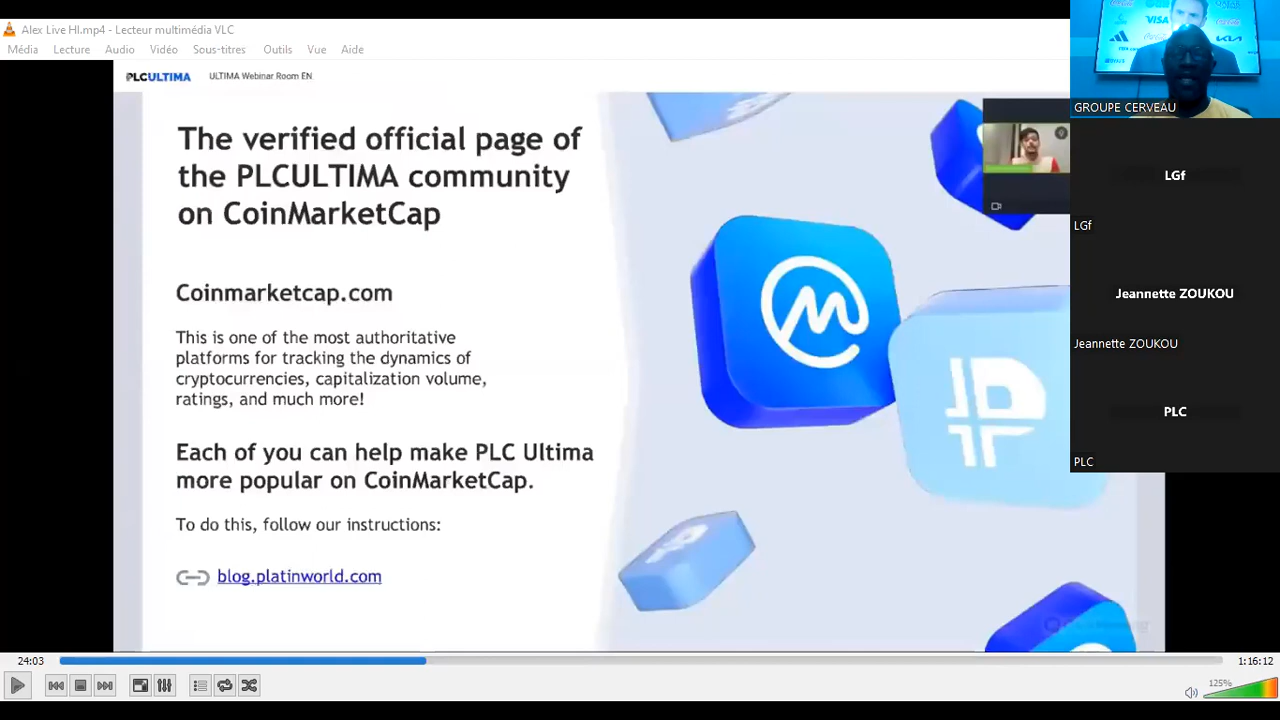 Alex Live HI.mp4 - Lecteur multimédia VLC
Média Lecture Audio Vidéo Sous-titres Outils Vue Aide
PLCULTIMA ULTIMA Webinar Room EN
The verified official page of
the PLCULTIMA community
on CoinMarketCap
Coinmarketcap.com
This is one of the most authoritative
platforms for tracking the dynamics of
cryptocurrencies, capitalization volume,
ratings, and much more!
Each of you can help make PLC Ultima
more popular on CoinMarketCap.
To do this, follow our instructions:
blog.platinworld.com
VISA
GROUPE CERVEAU
LGf
LGf
Jeannette ZOUKOU
Jeannette ZOUKOU
PLC
PLC
24:03
1:16:12
125%